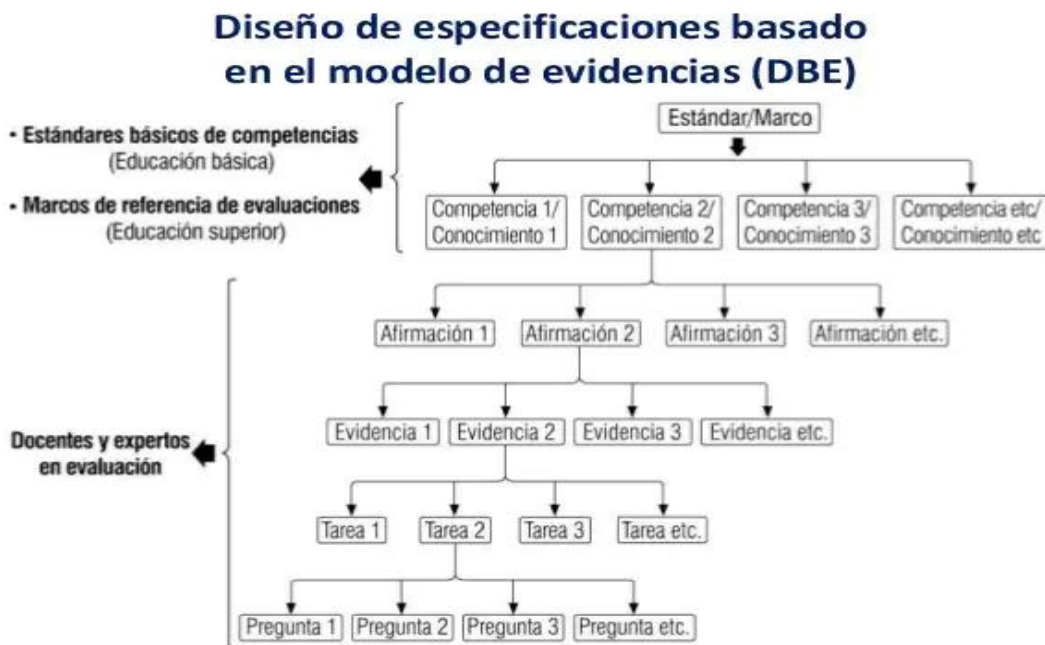 Diseño de especificaciones basado
en el modelo de evidencias (DBE)
• Estándares básicos de competencias
(Educación básica)
• Marcos de referencia de evaluaciones
(Educación superior)
Estándar/Marco
Competencia 1/
Conocimiento 1
Competencia 2/
Conocimiento 2
Competencia 3/
Conocimiento 3
Competencia etc/
Conocimiento etc
Docentes y expertos
en evaluación
Afirmación 1
Afirmación 2
Afirmación 3
Afirmación etc.
Evidencia 1
Evidencia 2
Evidencia 3
Evidencia etc.
Tarea 1
Tarea 2
Tarea 3
Tarea etc.
Pregunta 1
Pregunta 2
Pregunta 3
Pregunta etc.